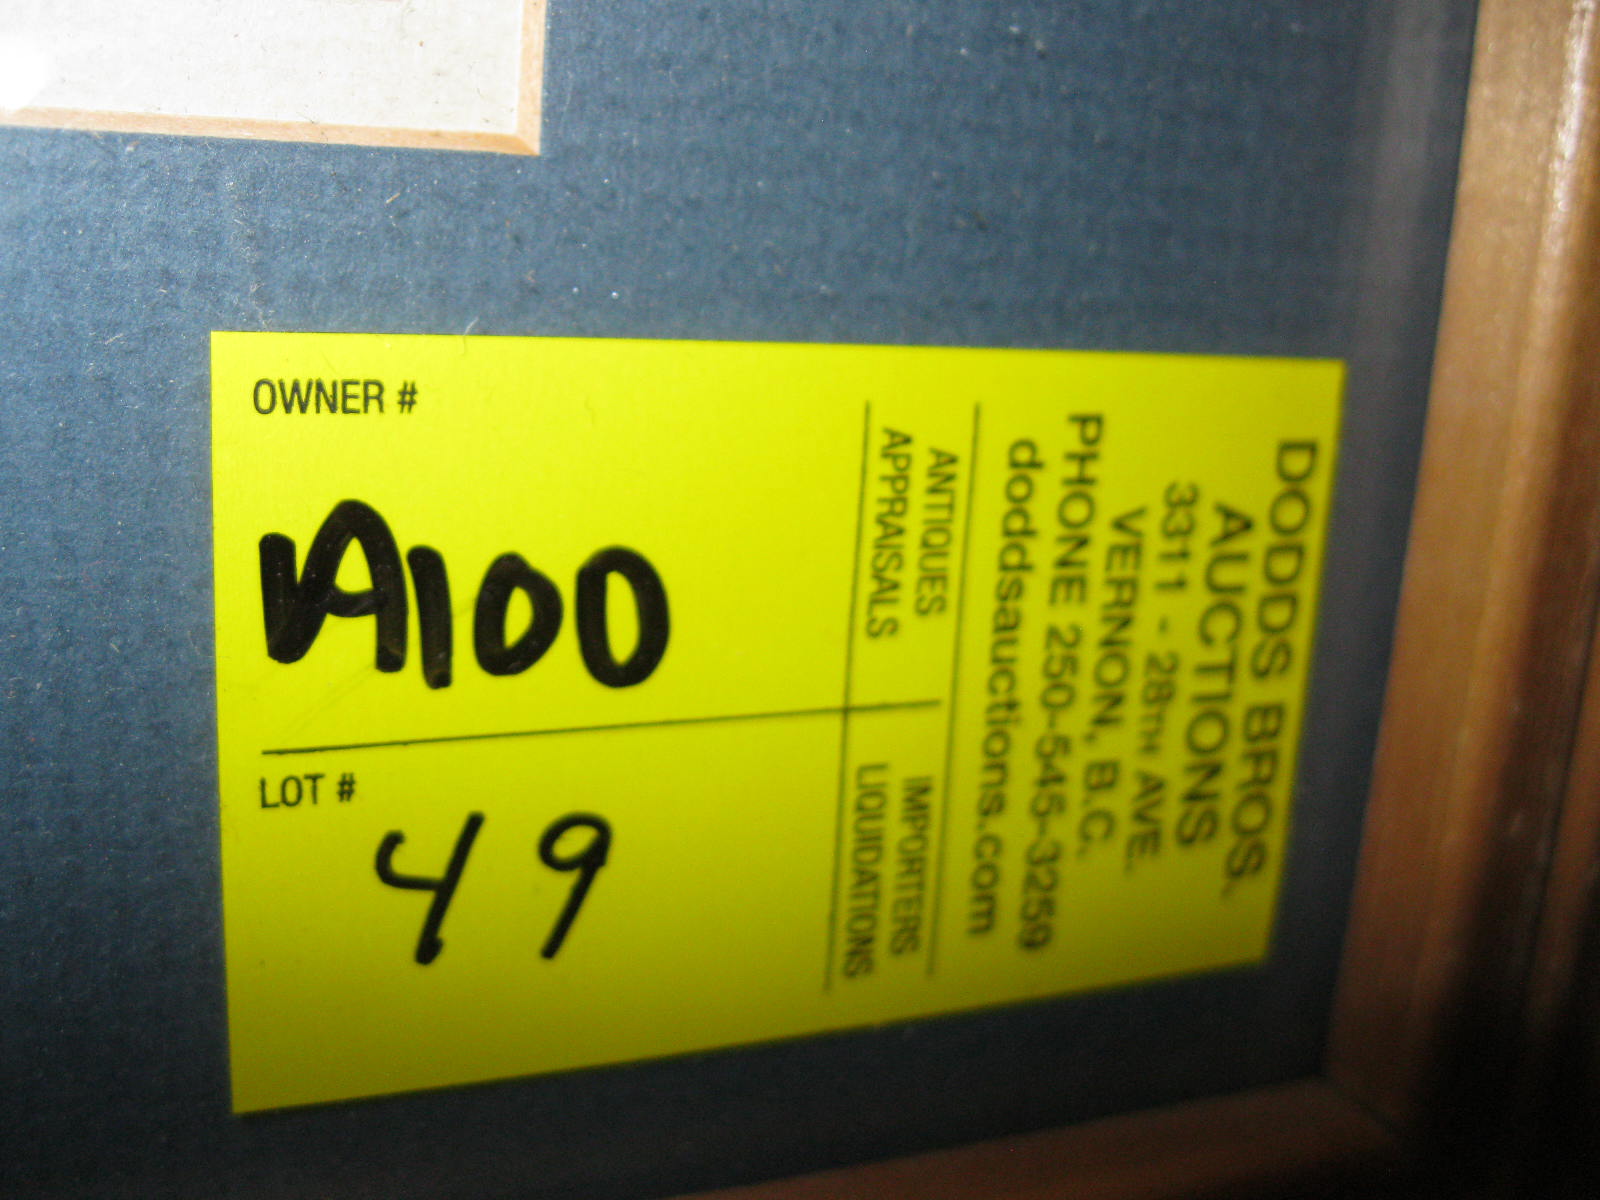 OWNER #
A100
LOT #
49
DODDS BROS.
AUCTIONS
3311 - 28TH AVE.
VERNON, B.C.
PHONE 250-545-3259
doddsauctions.com
ANTIQUES
APPRAISALS
IMPORTERS
LIQUIDATIONS